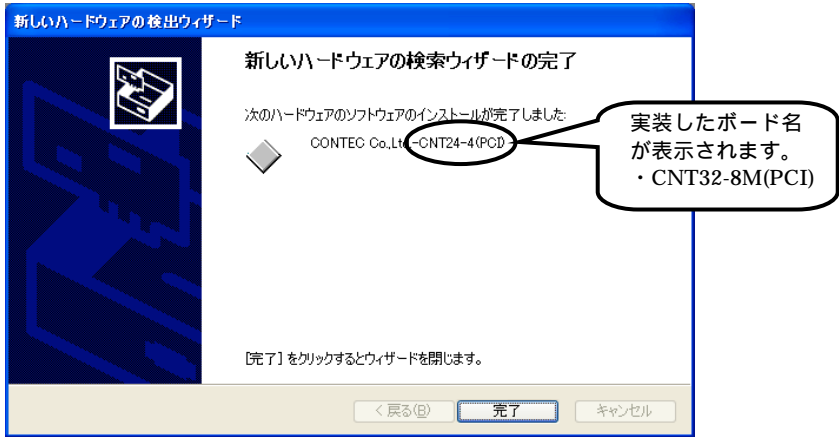 新しいハードウェアの検出ウィザード
新しいハードウェアの検索ウィザードの完了
次のハードウェアのソフトウェアのインストールが完了しました:
CONTEC Co.,Ltd.-CNT24-4(PCI) -
実装したボード名
が表示されます。
・CNT32-8M(PCI)
[完了] をクリックするとウィザードを閉じます。
< 戻る(B)
完了
キャンセル